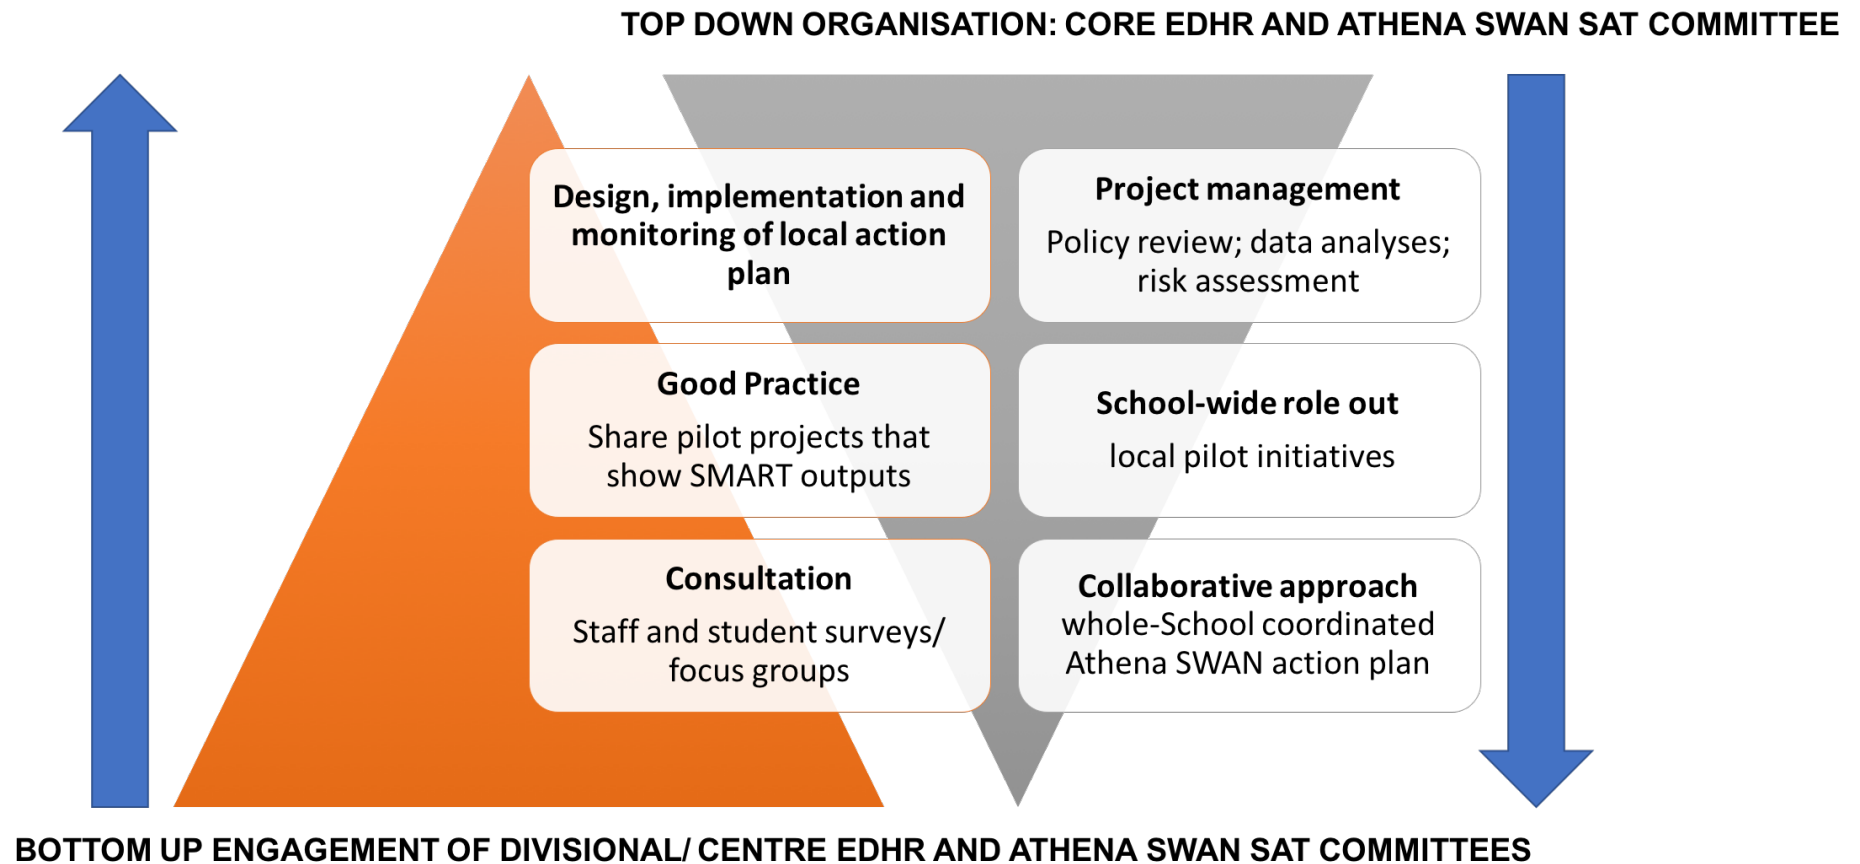 TOP DOWN ORGANISATION: CORE EDHR AND ATHENA SWAN SAT COMMITTEE
Design, implementation and
monitoring of local action
plan
Project management
Policy review; data analyses;
risk assessment
Good Practice
Share pilot projects that
show SMART outputs
School-wide role out
local pilot initiatives
Consultation
Staff and student surveys/
focus groups
Collaborative approach
whole-School coordinated
Athena SWAN action plan
BOTTOM UP ENGAGEMENT OF DIVISIONAL/ CENTRE EDHR AND ATHENA SWAN SAT COMMITTEES